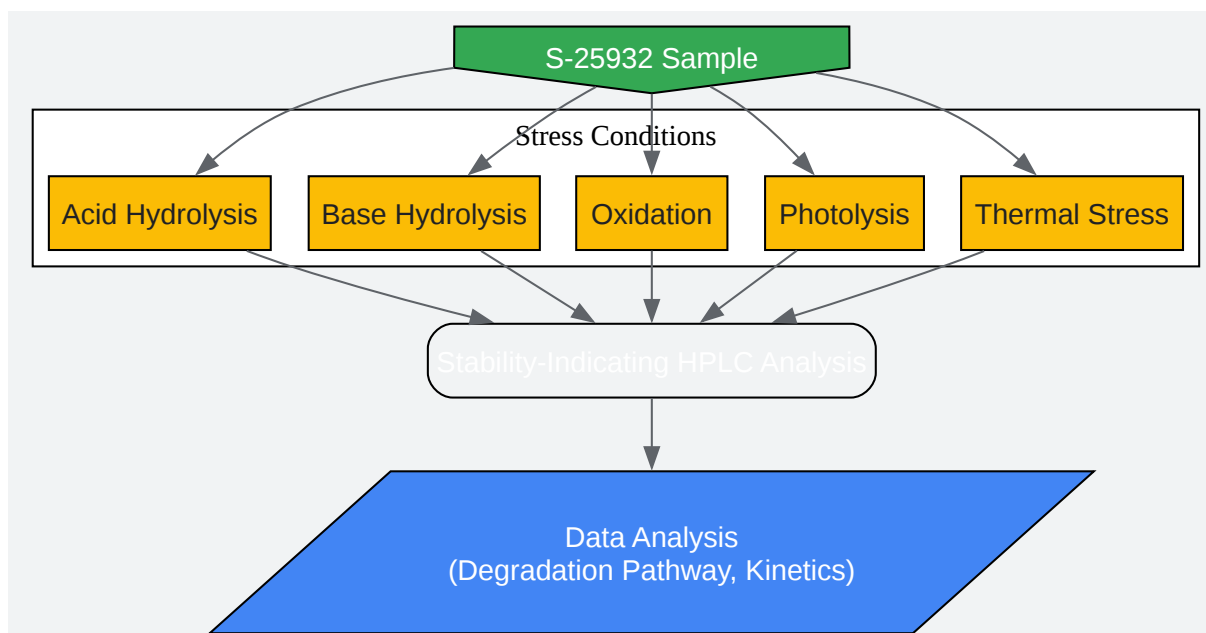 S-25932 Sample
Stress Conditions
Acid Hydrolysis
Base Hydrolysis
Oxidation
Photolysis
Thermal Stress
Stability-Indicating HPLC Analysis
Data Analysis
(Degradation Pathway, Kinetics)